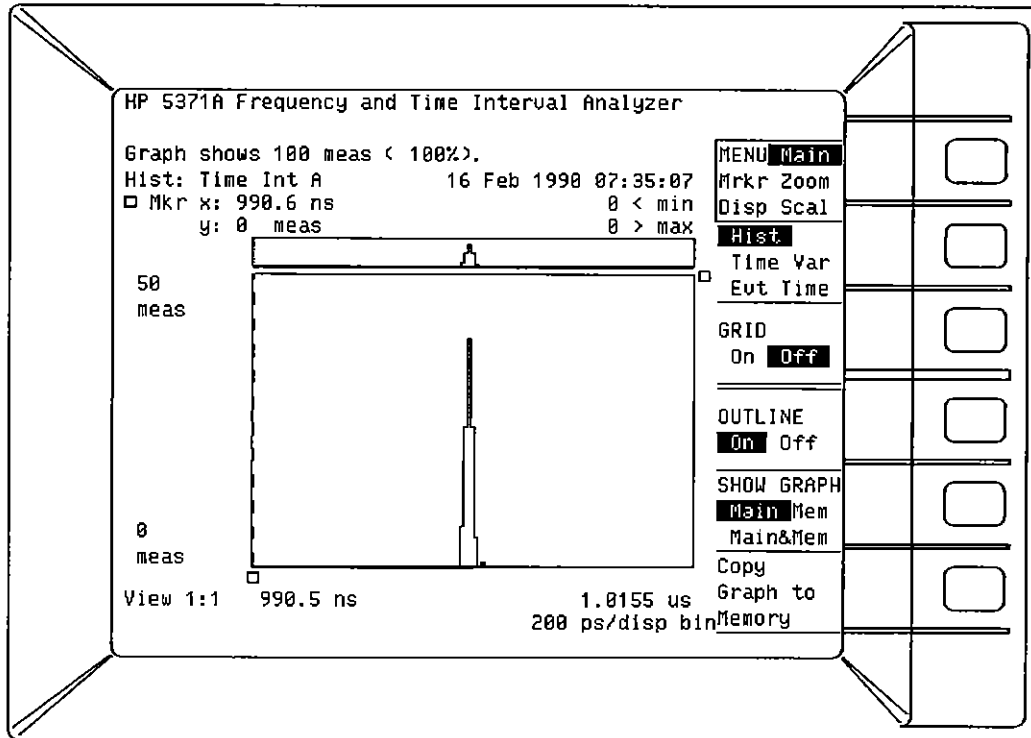 HP 5371A Frequency and Time Interval Analyzer
Graph shows 100 meas ( 100%).
Hist: Time Int A 16 Feb 1990 07:35:07
Mkr x: 990.6 ns 0 < min
y: 0 meas 0 > max
50
meas
0
meas
View 1:1 990.5 ns 1.0155 us
200 ps/disp bin
MENU Main
Mrkr Zoom
Disp Scal
Hist
Time Var
Evt Time
GRID
On Off
OUTLINE
On Off
SHOW GRAPH
Main Mem
Main&Mem
Copy
Graph to
Memory